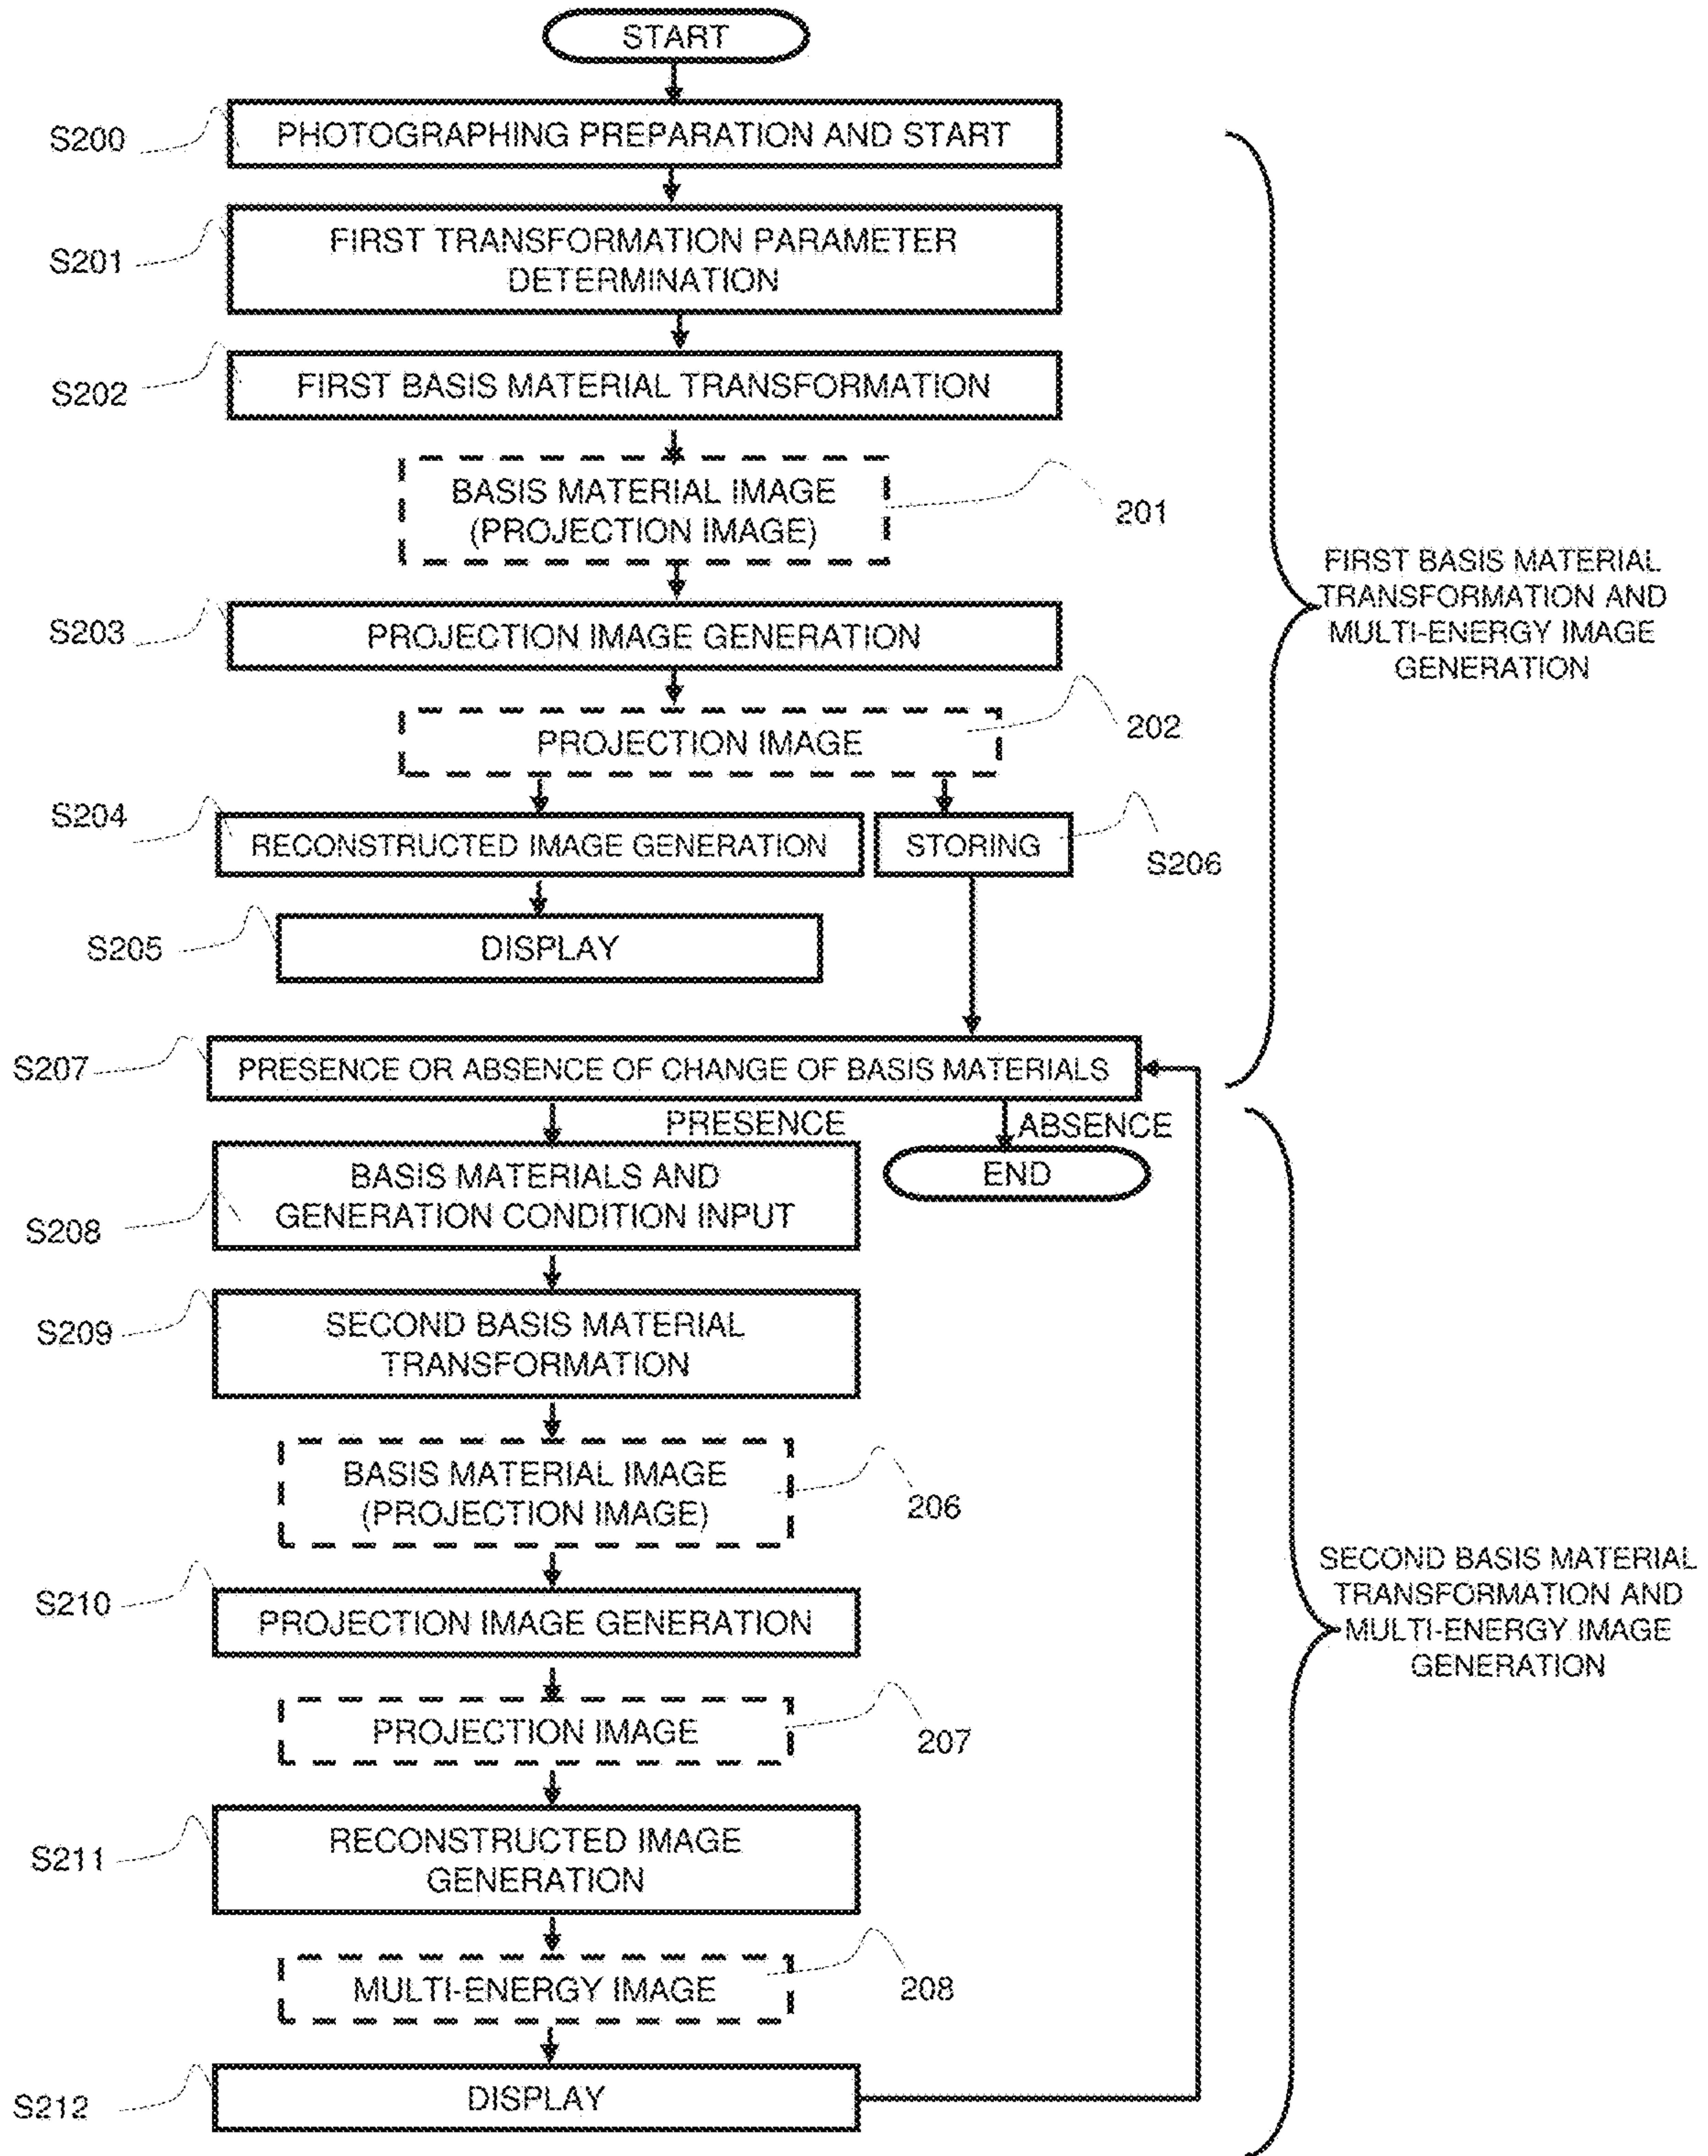 START
S200
PHOTOGRAPHING PREPARATION AND START
S201
FIRST TRANSFORMATION PARAMETER
DETERMINATION
S202
FIRST BASIS MATERIAL TRANSFORMATION
BASIS MATERIAL IMAGE
(PROJECTION IMAGE)
201
S203
PROJECTION IMAGE GENERATION
FIRST BASIS MATERIAL
TRANSFORMATION AND
MULTI-ENERGY IMAGE
GENERATION
PROJECTION IMAGE
202
S204
RECONSTRUCTED IMAGE GENERATION
STORING
S206
S205
DISPLAY
S207
PRESENCE OR ABSENCE OF CHANGE OF BASIS MATERIALS
PRESENCE
ABSENCE
END
S208
BASIS MATERIALS AND
GENERATION CONDITION INPUT
S209
SECOND BASIS MATERIAL
TRANSFORMATION
BASIS MATERIAL IMAGE
(PROJECTION IMAGE)
206
S210
PROJECTION IMAGE GENERATION
SECOND BASIS MATERIAL
TRANSFORMATION AND
MULTI-ENERGY IMAGE
GENERATION
PROJECTION IMAGE
207
S211
RECONSTRUCTED IMAGE
GENERATION
MULTI-ENERGY IMAGE
208
S212
DISPLAY